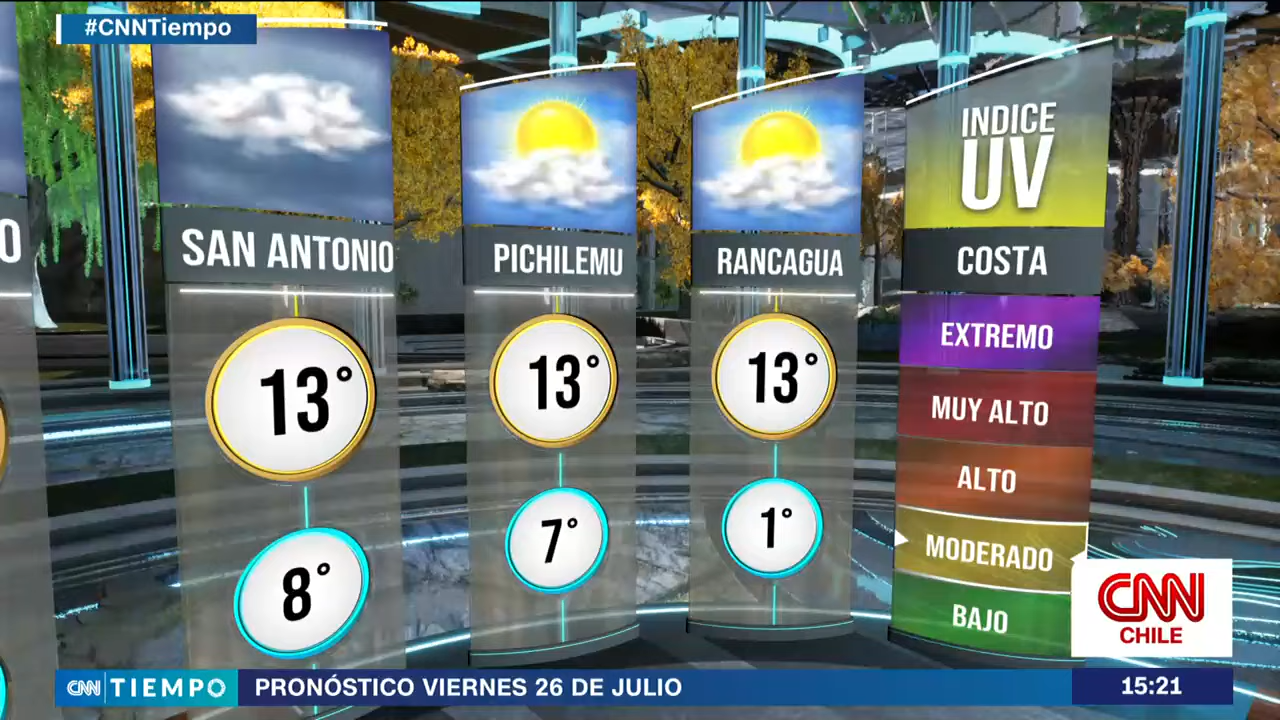 #CNNTiempo
O
SAN ANTONIO
13°
8°
PICHILEMU
13°
7°
RANCAGUA
13°
1°
INDICE
UV
COSTA
EXTREMO
MUY ALTO
ALTO
MODERADO
BAJO
CNN
CHILE
CNN TIEMPO
PRONÓSTICO VIERNES 26 DE JULIO
15:21